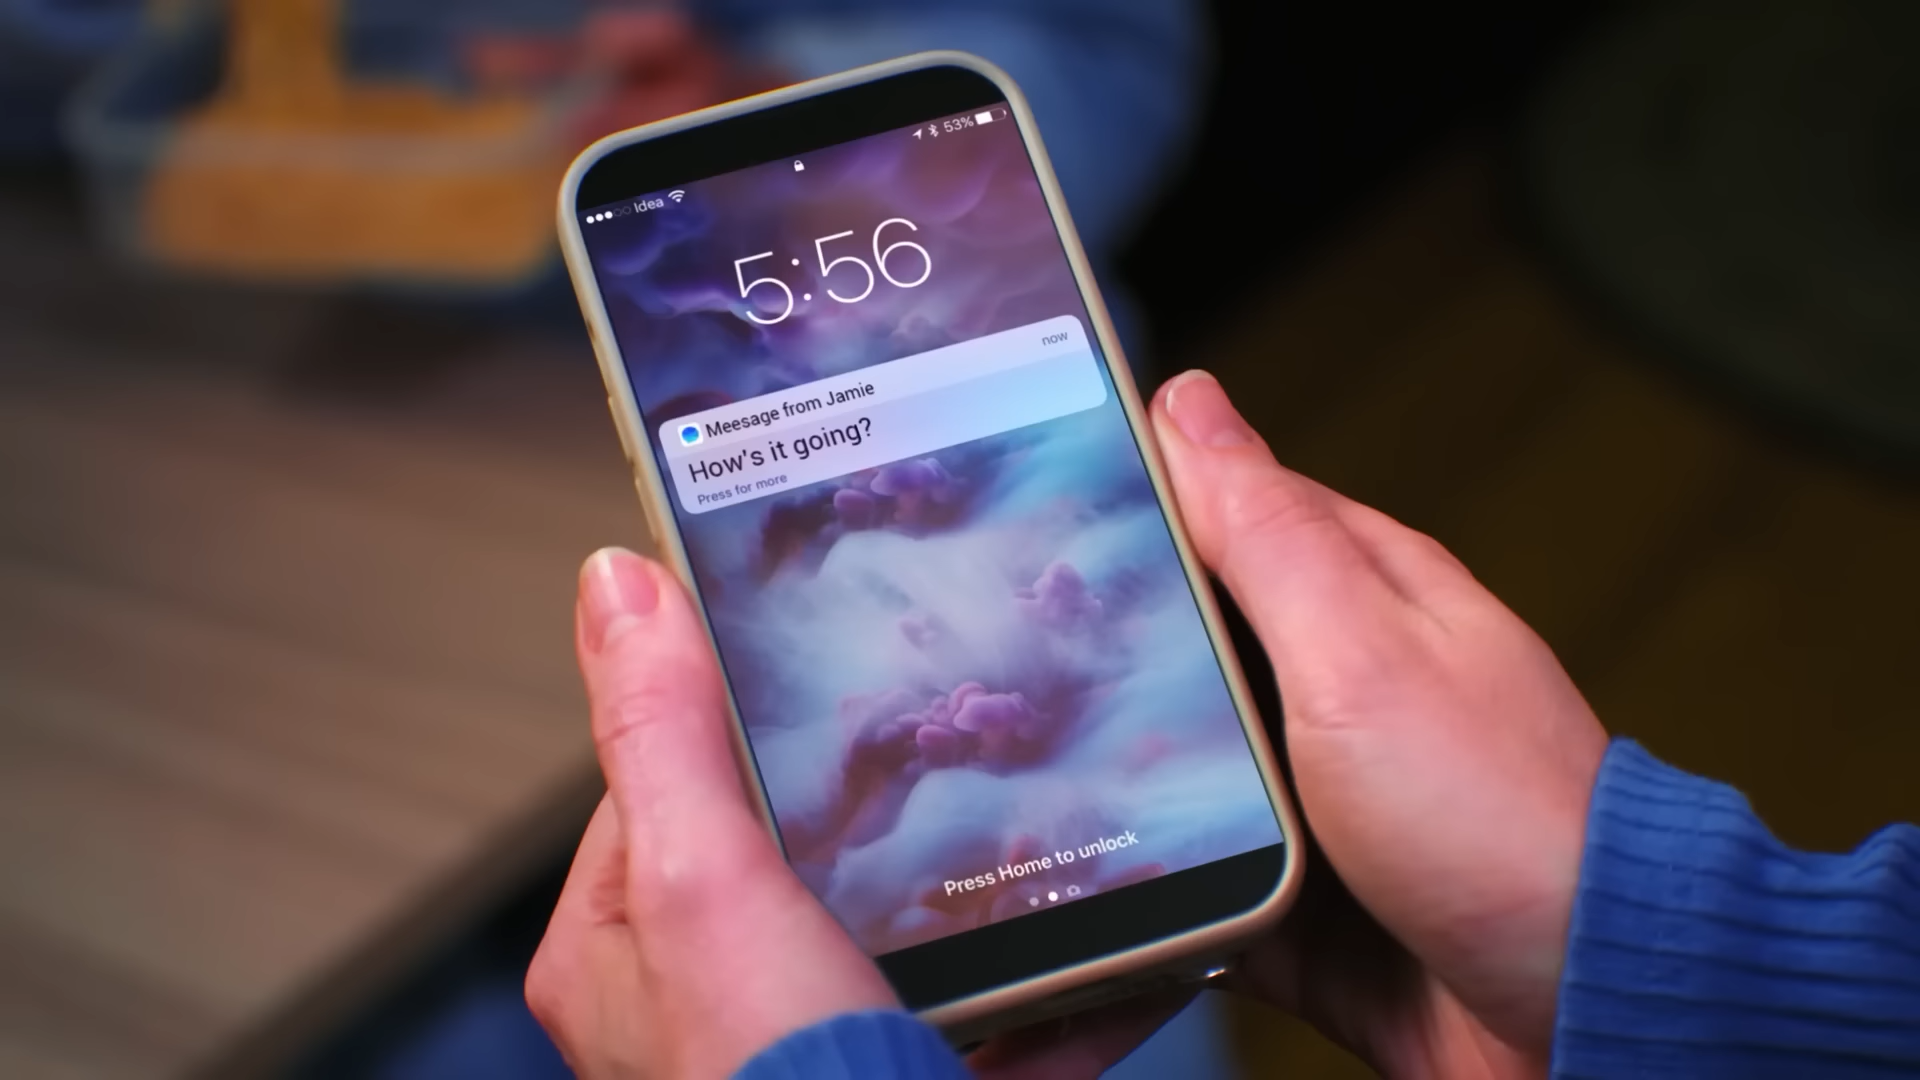 Idea
53%
5:56
Meesage from Jamie
now
How's it going?
Press for more
Press Home to unlock